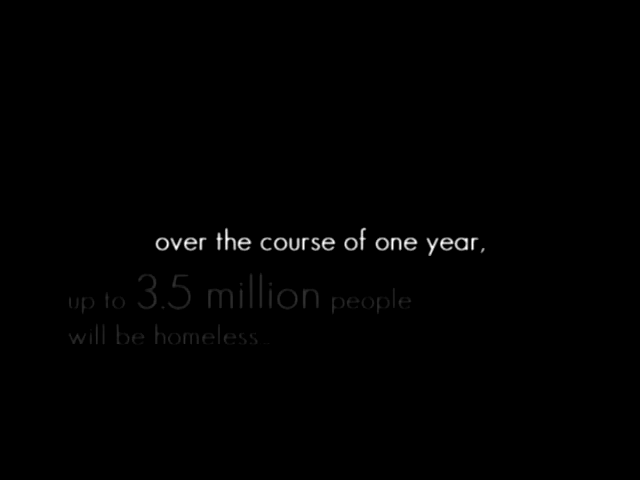 over the course of one year,
up to 3.5 million people
will be homeless.